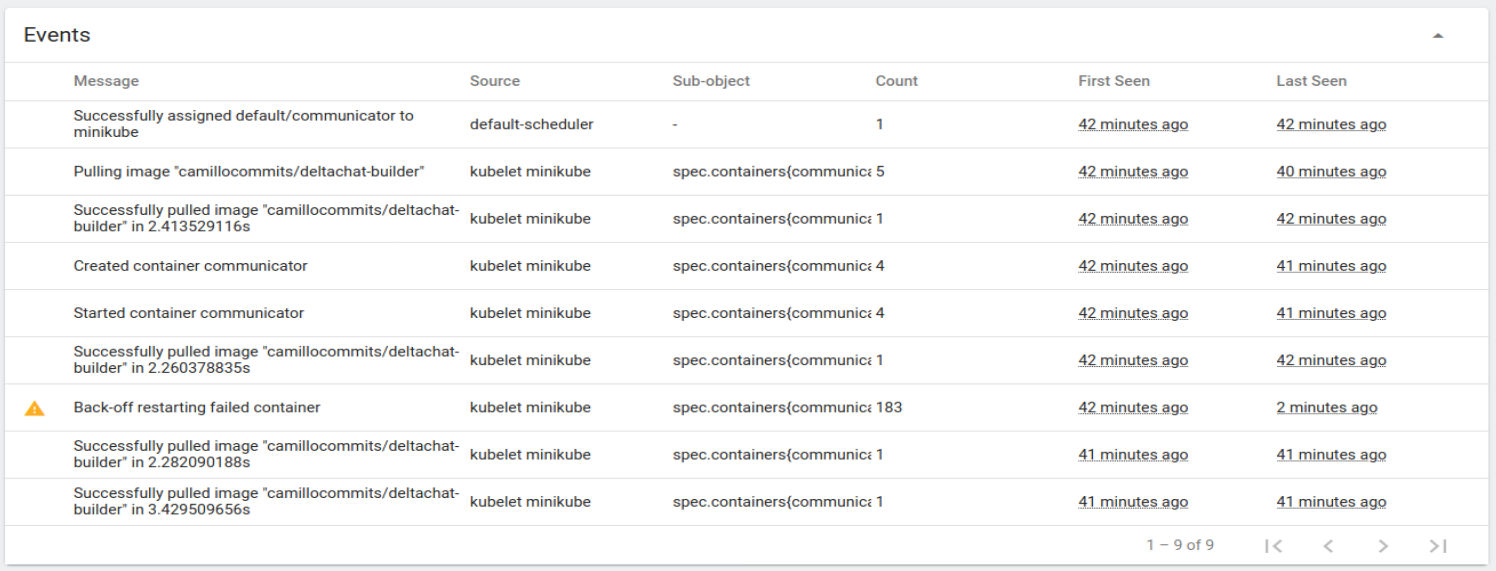 Events
Message Source Sub-object Count First Seen Last Seen
Successfully assigned default/communicator to
minikube
default-scheduler - 1 42 minutes ago 42 minutes ago
Pulling image "camillocommits/deltachat-builder" kubelet minikube spec.containers{communica 5 42 minutes ago 40 minutes ago
Successfully pulled image "camillocommits/deltachat-
builder" in 2.413529116s
kubelet minikube spec.containers{communica 1 42 minutes ago 42 minutes ago
Created container communicator kubelet minikube spec.containers{communica 4 42 minutes ago 41 minutes ago
Started container communicator kubelet minikube spec.containers{communica 4 42 minutes ago 41 minutes ago
Successfully pulled image "camillocommits/deltachat-
builder" in 2.260378835s
kubelet minikube spec.containers{communica 1 42 minutes ago 42 minutes ago
Back-off restarting failed container kubelet minikube spec.containers{communica 183 42 minutes ago 2 minutes ago
Successfully pulled image "camillocommits/deltachat-
builder" in 2.282090188s
kubelet minikube spec.containers{communica 1 41 minutes ago 41 minutes ago
Successfully pulled image "camillocommits/deltachat-
builder" in 3.429509656s
kubelet minikube spec.containers{communica 1 41 minutes ago 41 minutes ago
1 – 9 of 9